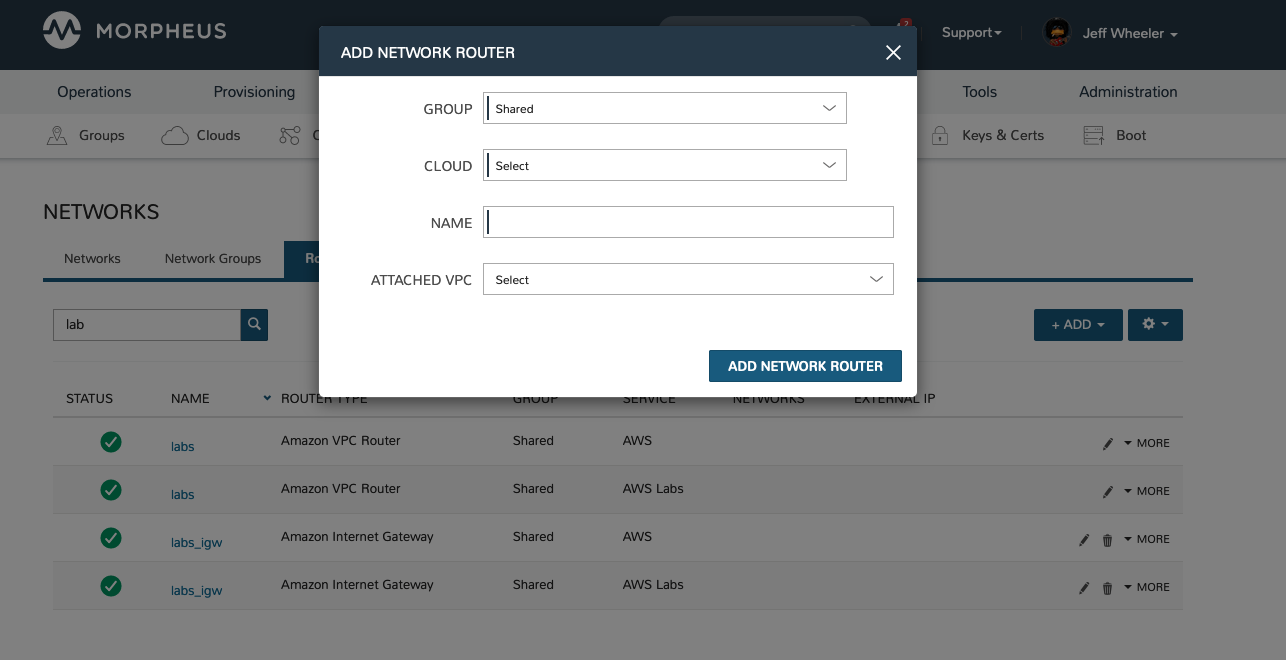 MORPHEUS
2
Support
Jeff Wheeler
ADD NETWORK ROUTER
Operations
Provisioning
Tools
Administration
Groups
Clouds
Keys & Certs
Boot
GROUP
Shared
CLOUD
Select
NAME
ATTACHED VPC
Select
ADD NETWORK ROUTER
NETWORKS
Networks
Network Groups
lab
+ ADD
STATUS NAME ROUTER TYPE GROUP SERVICE NETWORKS EXTERNAL IP
labs Amazon VPC Router Shared AWS MORE
labs Amazon VPC Router Shared AWS Labs MORE
labs_igw Amazon Internet Gateway Shared AWS MORE
labs_igw Amazon Internet Gateway Shared AWS Labs MORE